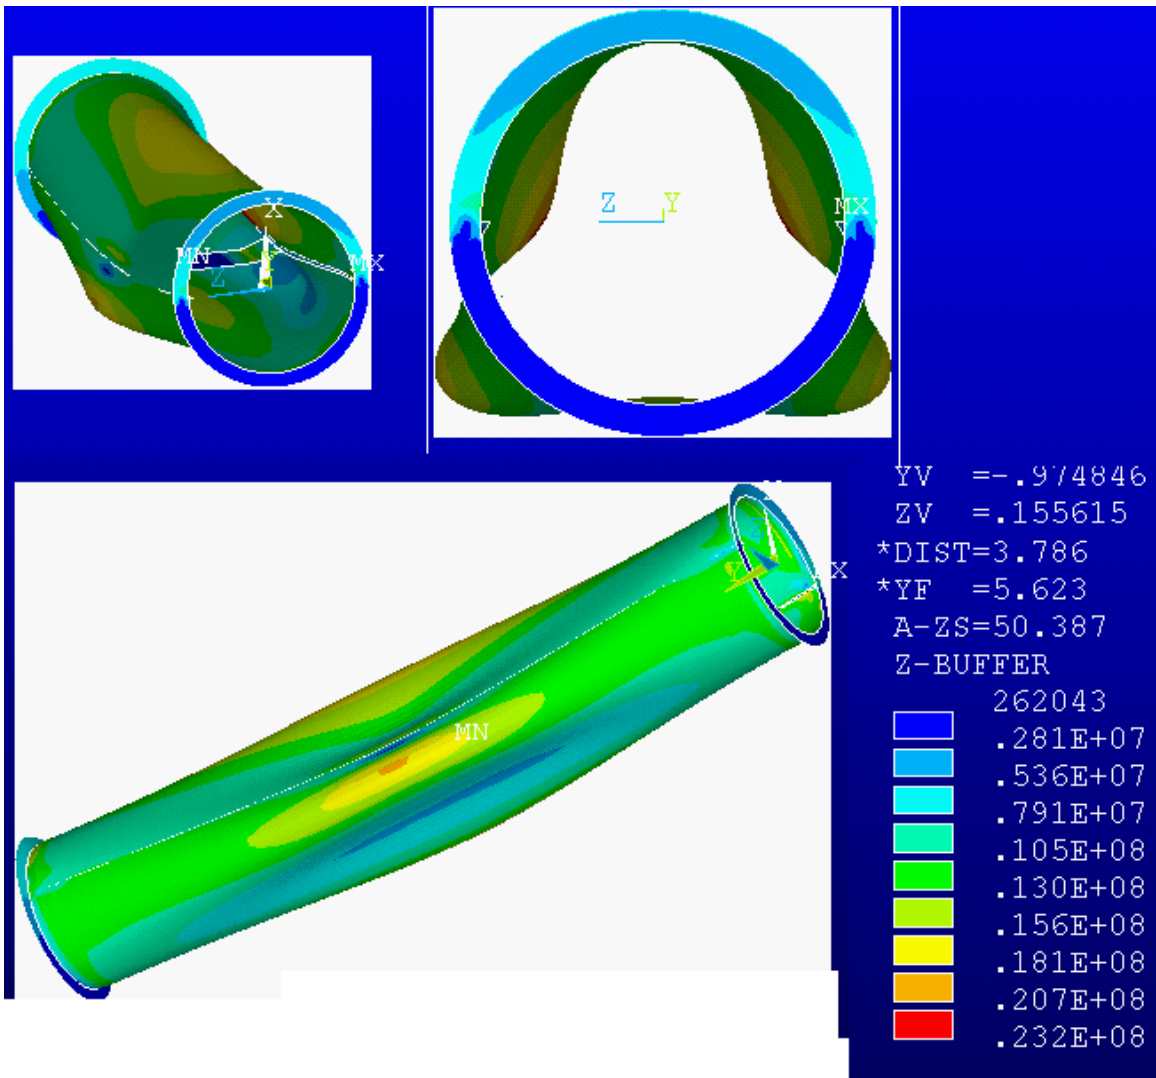 X
MN
MX
Y
Z
Z
Y
MX
YV =-.974846
ZV =.155615
*DIST=3.786
*YF =5.623
A-ZS=50.387
Z-BUFFER
262043
.281E+07
.536E+07
.791E+07
.105E+08
.130E+08
.156E+08
.181E+08
.207E+08
.232E+08
Y
X
MN